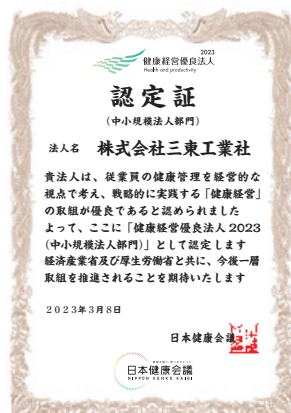 2023
健康経営優良法人
Health and productivity
認定証
(中小規模法人部門)
法人名 株式会社三東工業社
貴法人は、従業員の健康管理を経営的な
視点で考え、戦略的に実践する「健康経営」
の取組が優良であると認められました
よって、ここに「健康経営優良法人2023
(中小規模法人部門)」として認定します
経済産業省及び厚生労働省と共に、今後一層
取組を推進されることを期待いたします
2023年3月8日
日本健康会議
日本健康会議
NIPPON KENKO KAIGI